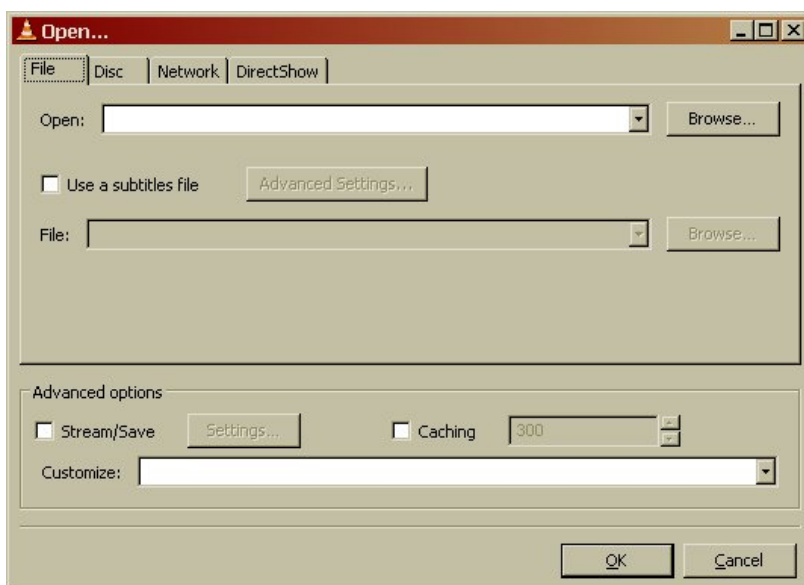 Open...
File Disc Network DirectShow
Open: Browse...
Use a subtitles file Advanced Settings...
File: Browse...
Advanced options
Stream/Save Settings... Caching 300
Customize:
OK Cancel